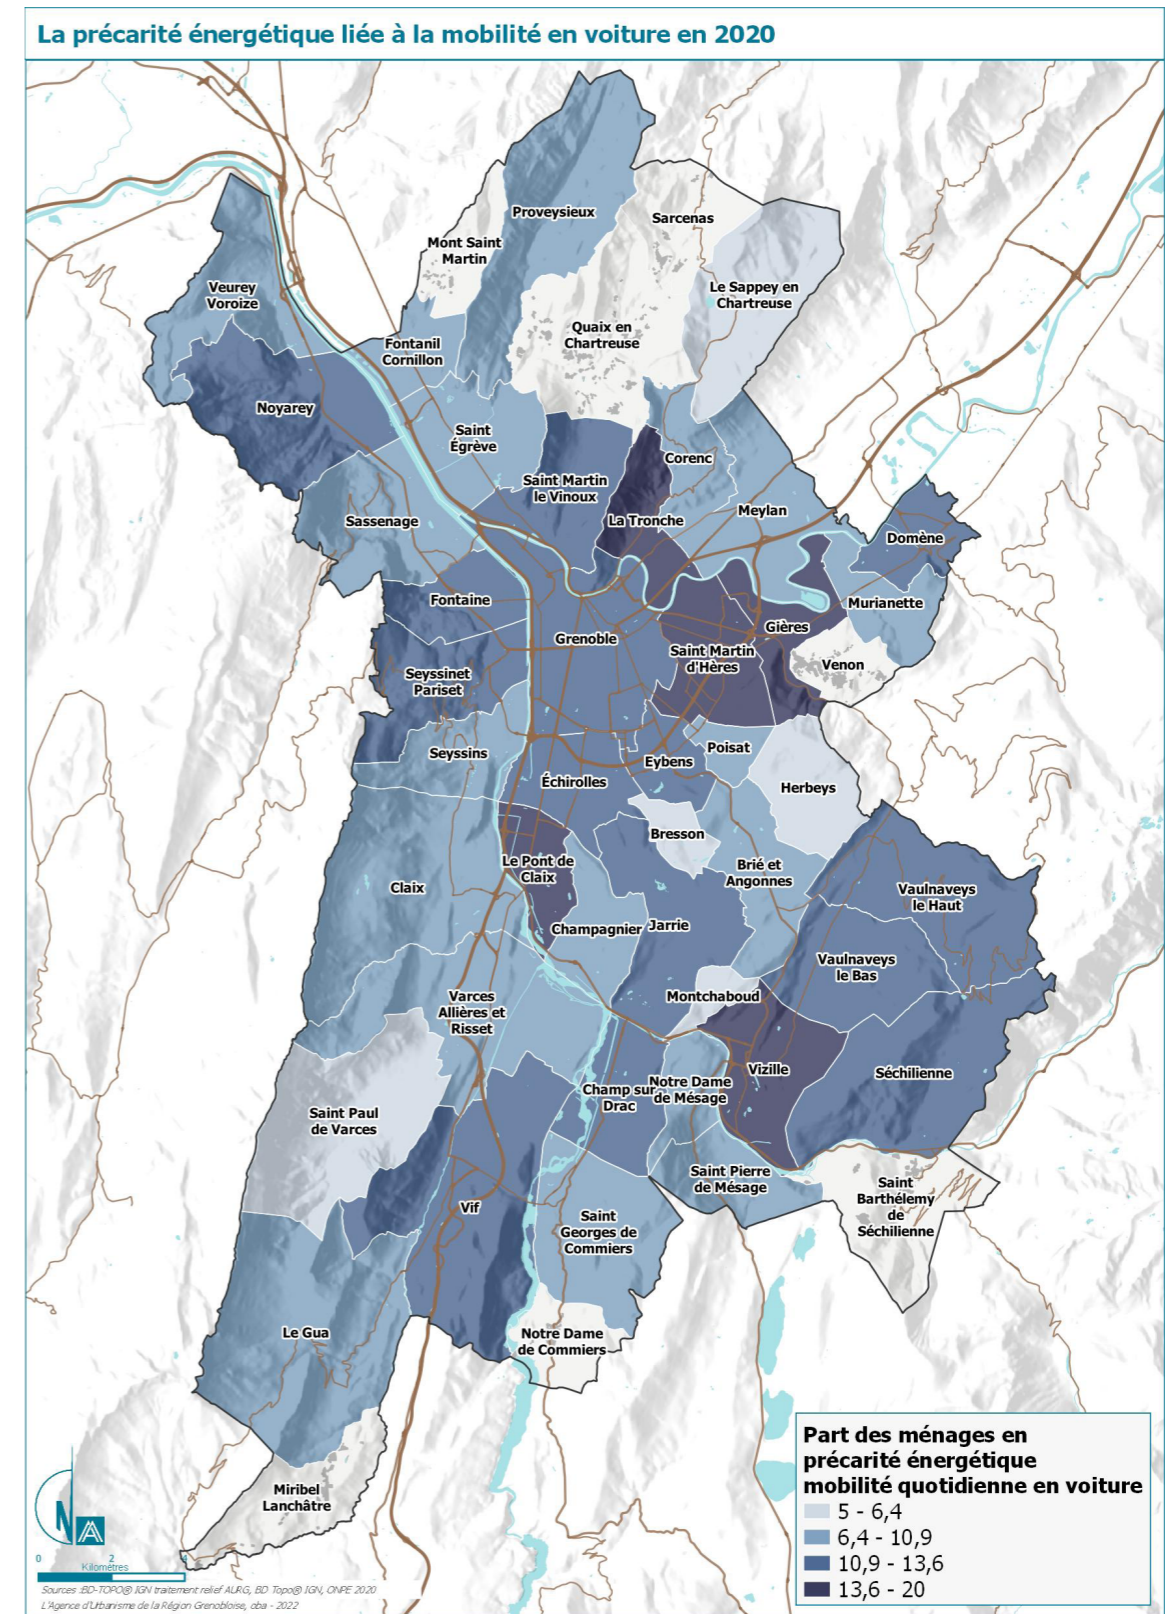 La précarité énergétique liée à la mobilité en voiture en 2020
Proveysieux
Sarcenas
Mont Saint
Martin
Veurey
Voroize
Le Sappey en
Chartreuse
Quaix en
Chartreuse
Fontanil
Cornillon
Noyarey
Saint
Égrève
Corenc
Saint Martin
le Vinoux
La Tronche
Meylan
Sassenage
Domène
Fontaine
Murianette
Gières
Grenoble
Saint Martin
d'Hères
Venon
Seyssinet
Pariset
Seyssins
Poisat
Eybens
Échirolles
Herbeys
Bresson
Le Pont de
Claix
Brié et
Angonnes
Claix
Vaulnaveys
le Haut
Champagnier
Jarrie
Vaulnaveys
le Bas
Varces
Allières et
Risset
Montchaboud
Vizille
Séchilienne
Champ sur
Drac
Notre Dame
de Mésage
Saint Paul
de Varces
Saint Pierre
de Mésage
Saint
Barthélemy
de
Séchilienne
Vif
Saint
Georges de
Commiers
Le Gua
Notre Dame
de Commiers
Miribel
Lanchâtre
Part des ménages en
précarité énergétique
mobilité quotidienne en voiture
5 - 6,4
6,4 - 10,9
10,9 - 13,6
13,6 - 20
N
0 2 4
Kilomètres
Sources :BD-TOPO® IGN traitement relief AURG, BD Topo® IGN, ONPE 2020
L'Agence d'Urbanisme de la Région Grenobloise, oba - 2022